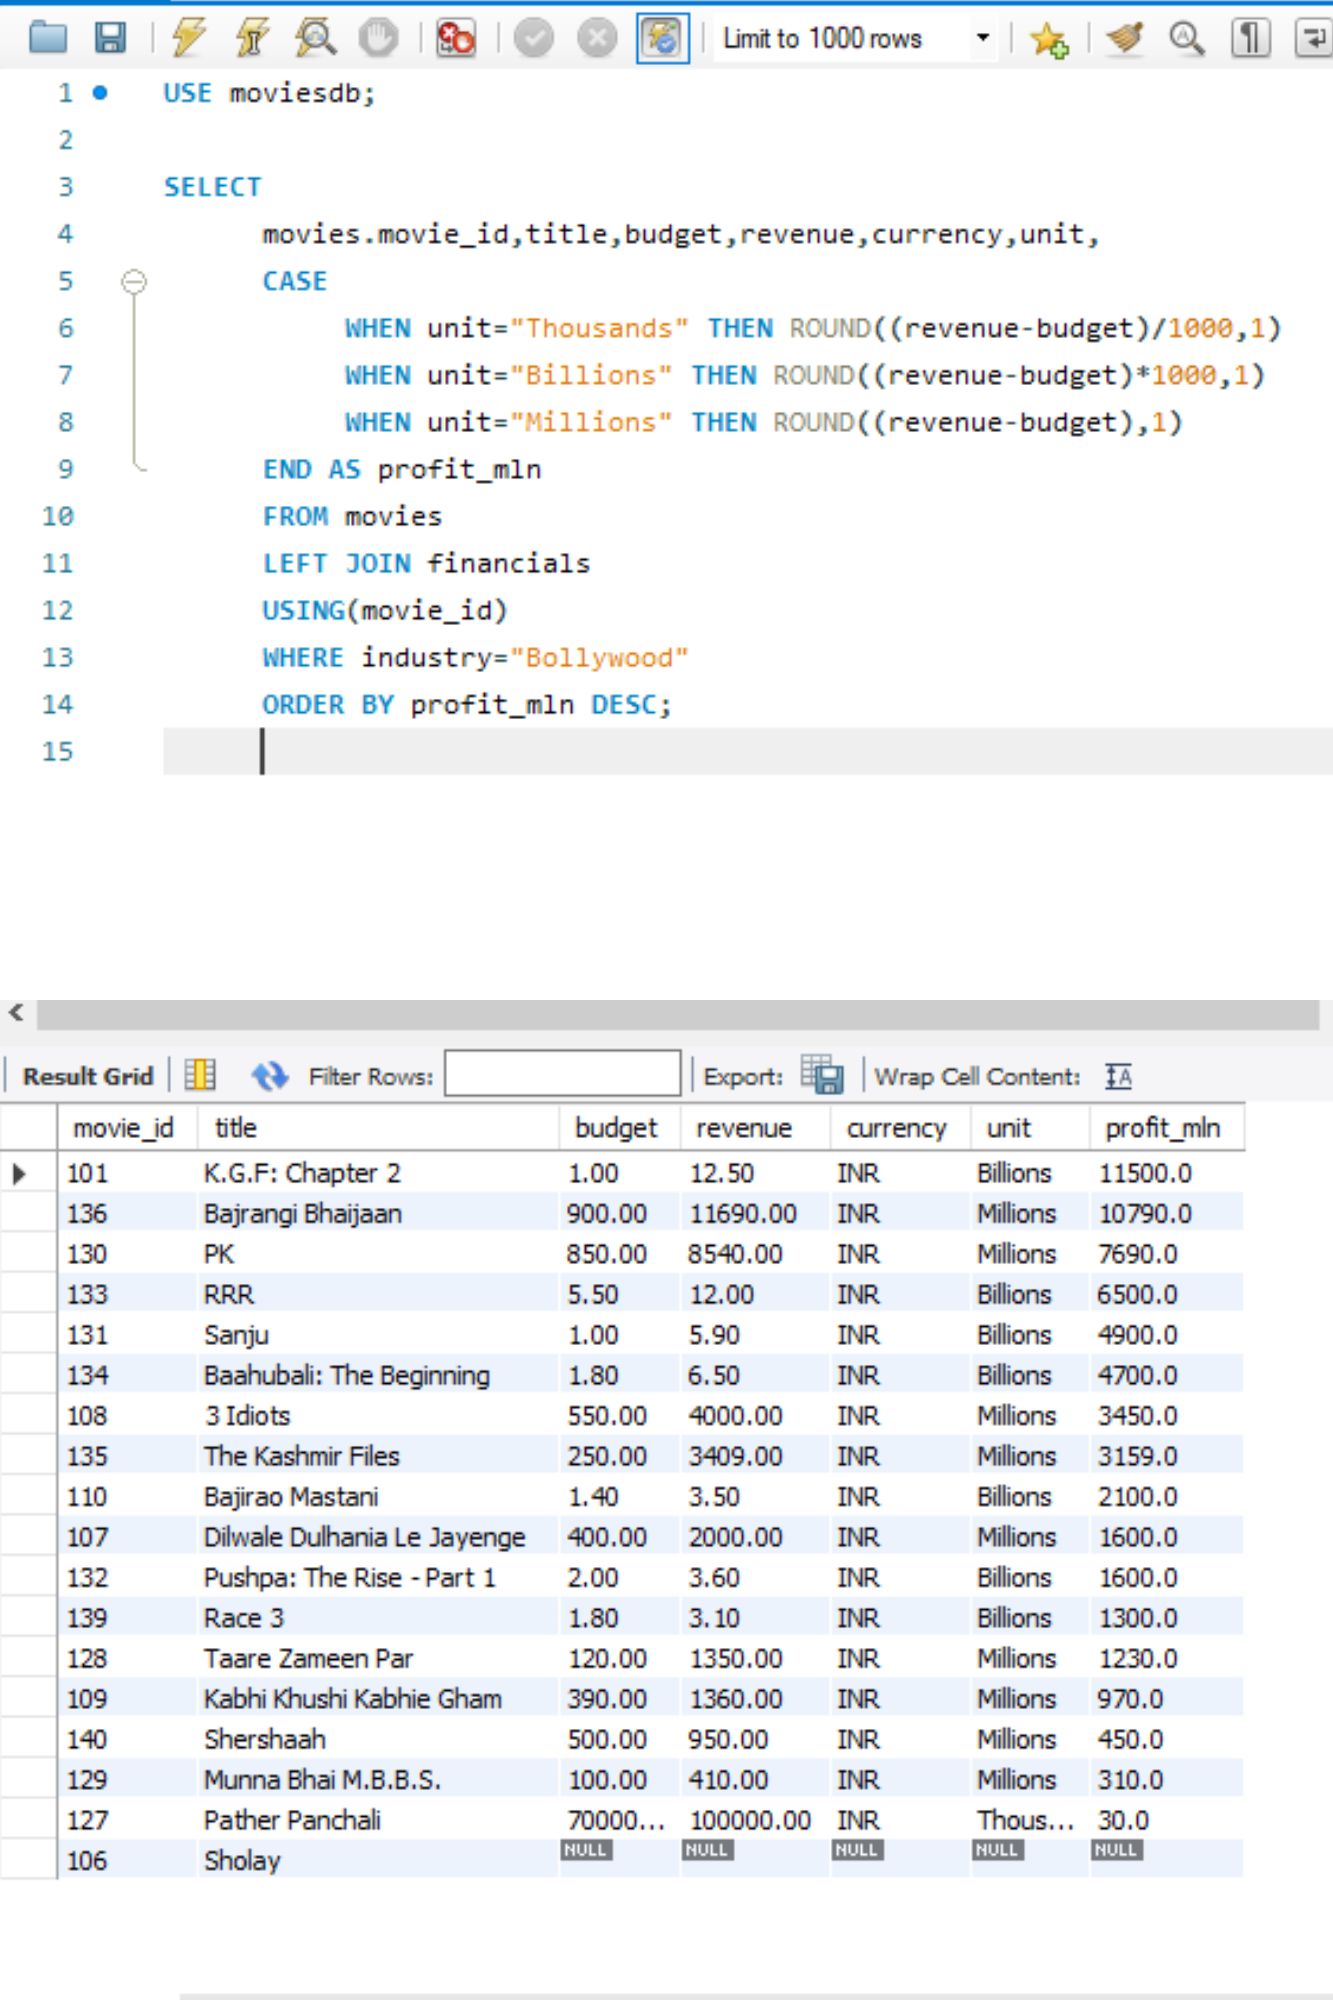 Limit to 1000 rows
1 USE moviesdb;
2
3 SELECT
4 movies.movie_id,title,budget,revenue,currency,unit,
5 CASE
6 WHEN unit="Thousands" THEN ROUND((revenue-budget)/1000,1)
7 WHEN unit="Billions" THEN ROUND((revenue-budget)*1000,1)
8 WHEN unit="Millions" THEN ROUND((revenue-budget),1)
9 END AS profit_mln
10 FROM movies
11 LEFT JOIN financials
12 USING(movie_id)
13 WHERE industry="Bollywood"
14 ORDER BY profit_mln DESC;
15
Result Grid Filter Rows: Export: Wrap Cell Content: IA
movie_id title budget revenue currency unit profit_mln
101 K.G.F: Chapter 2 1.00 12.50 INR Billions 11500.0
136 Bajrangi Bhaijaan 900.00 11690.00 INR Millions 10790.0
130 PK 850.00 8540.00 INR Millions 7690.0
133 RRR 5.50 12.00 INR Billions 6500.0
131 Sanju 1.00 5.90 INR Billions 4900.0
134 Baahubali: The Beginning 1.80 6.50 INR Billions 4700.0
108 3 Idiots 550.00 4000.00 INR Millions 3450.0
135 The Kashmir Files 250.00 3409.00 INR Millions 3159.0
110 Bajirao Mastani 1.40 3.50 INR Billions 2100.0
107 Dilwale Dulhania Le Jayenge 400.00 2000.00 INR Millions 1600.0
132 Pushpa: The Rise - Part 1 2.00 3.60 INR Billions 1600.0
139 Race 3 1.80 3.10 INR Billions 1300.0
128 Taare Zameen Par 120.00 1350.00 INR Millions 1230.0
109 Kabhi Khushi Kabhie Gham 390.00 1360.00 INR Millions 970.0
140 Shershaah 500.00 950.00 INR Millions 450.0
129 Munna Bhai M.B.B.S. 100.00 410.00 INR Millions 310.0
127 Pather Panchali 70000... 100000.00 INR Thous... 30.0
106 Sholay NULL NULL NULL NULL NULL